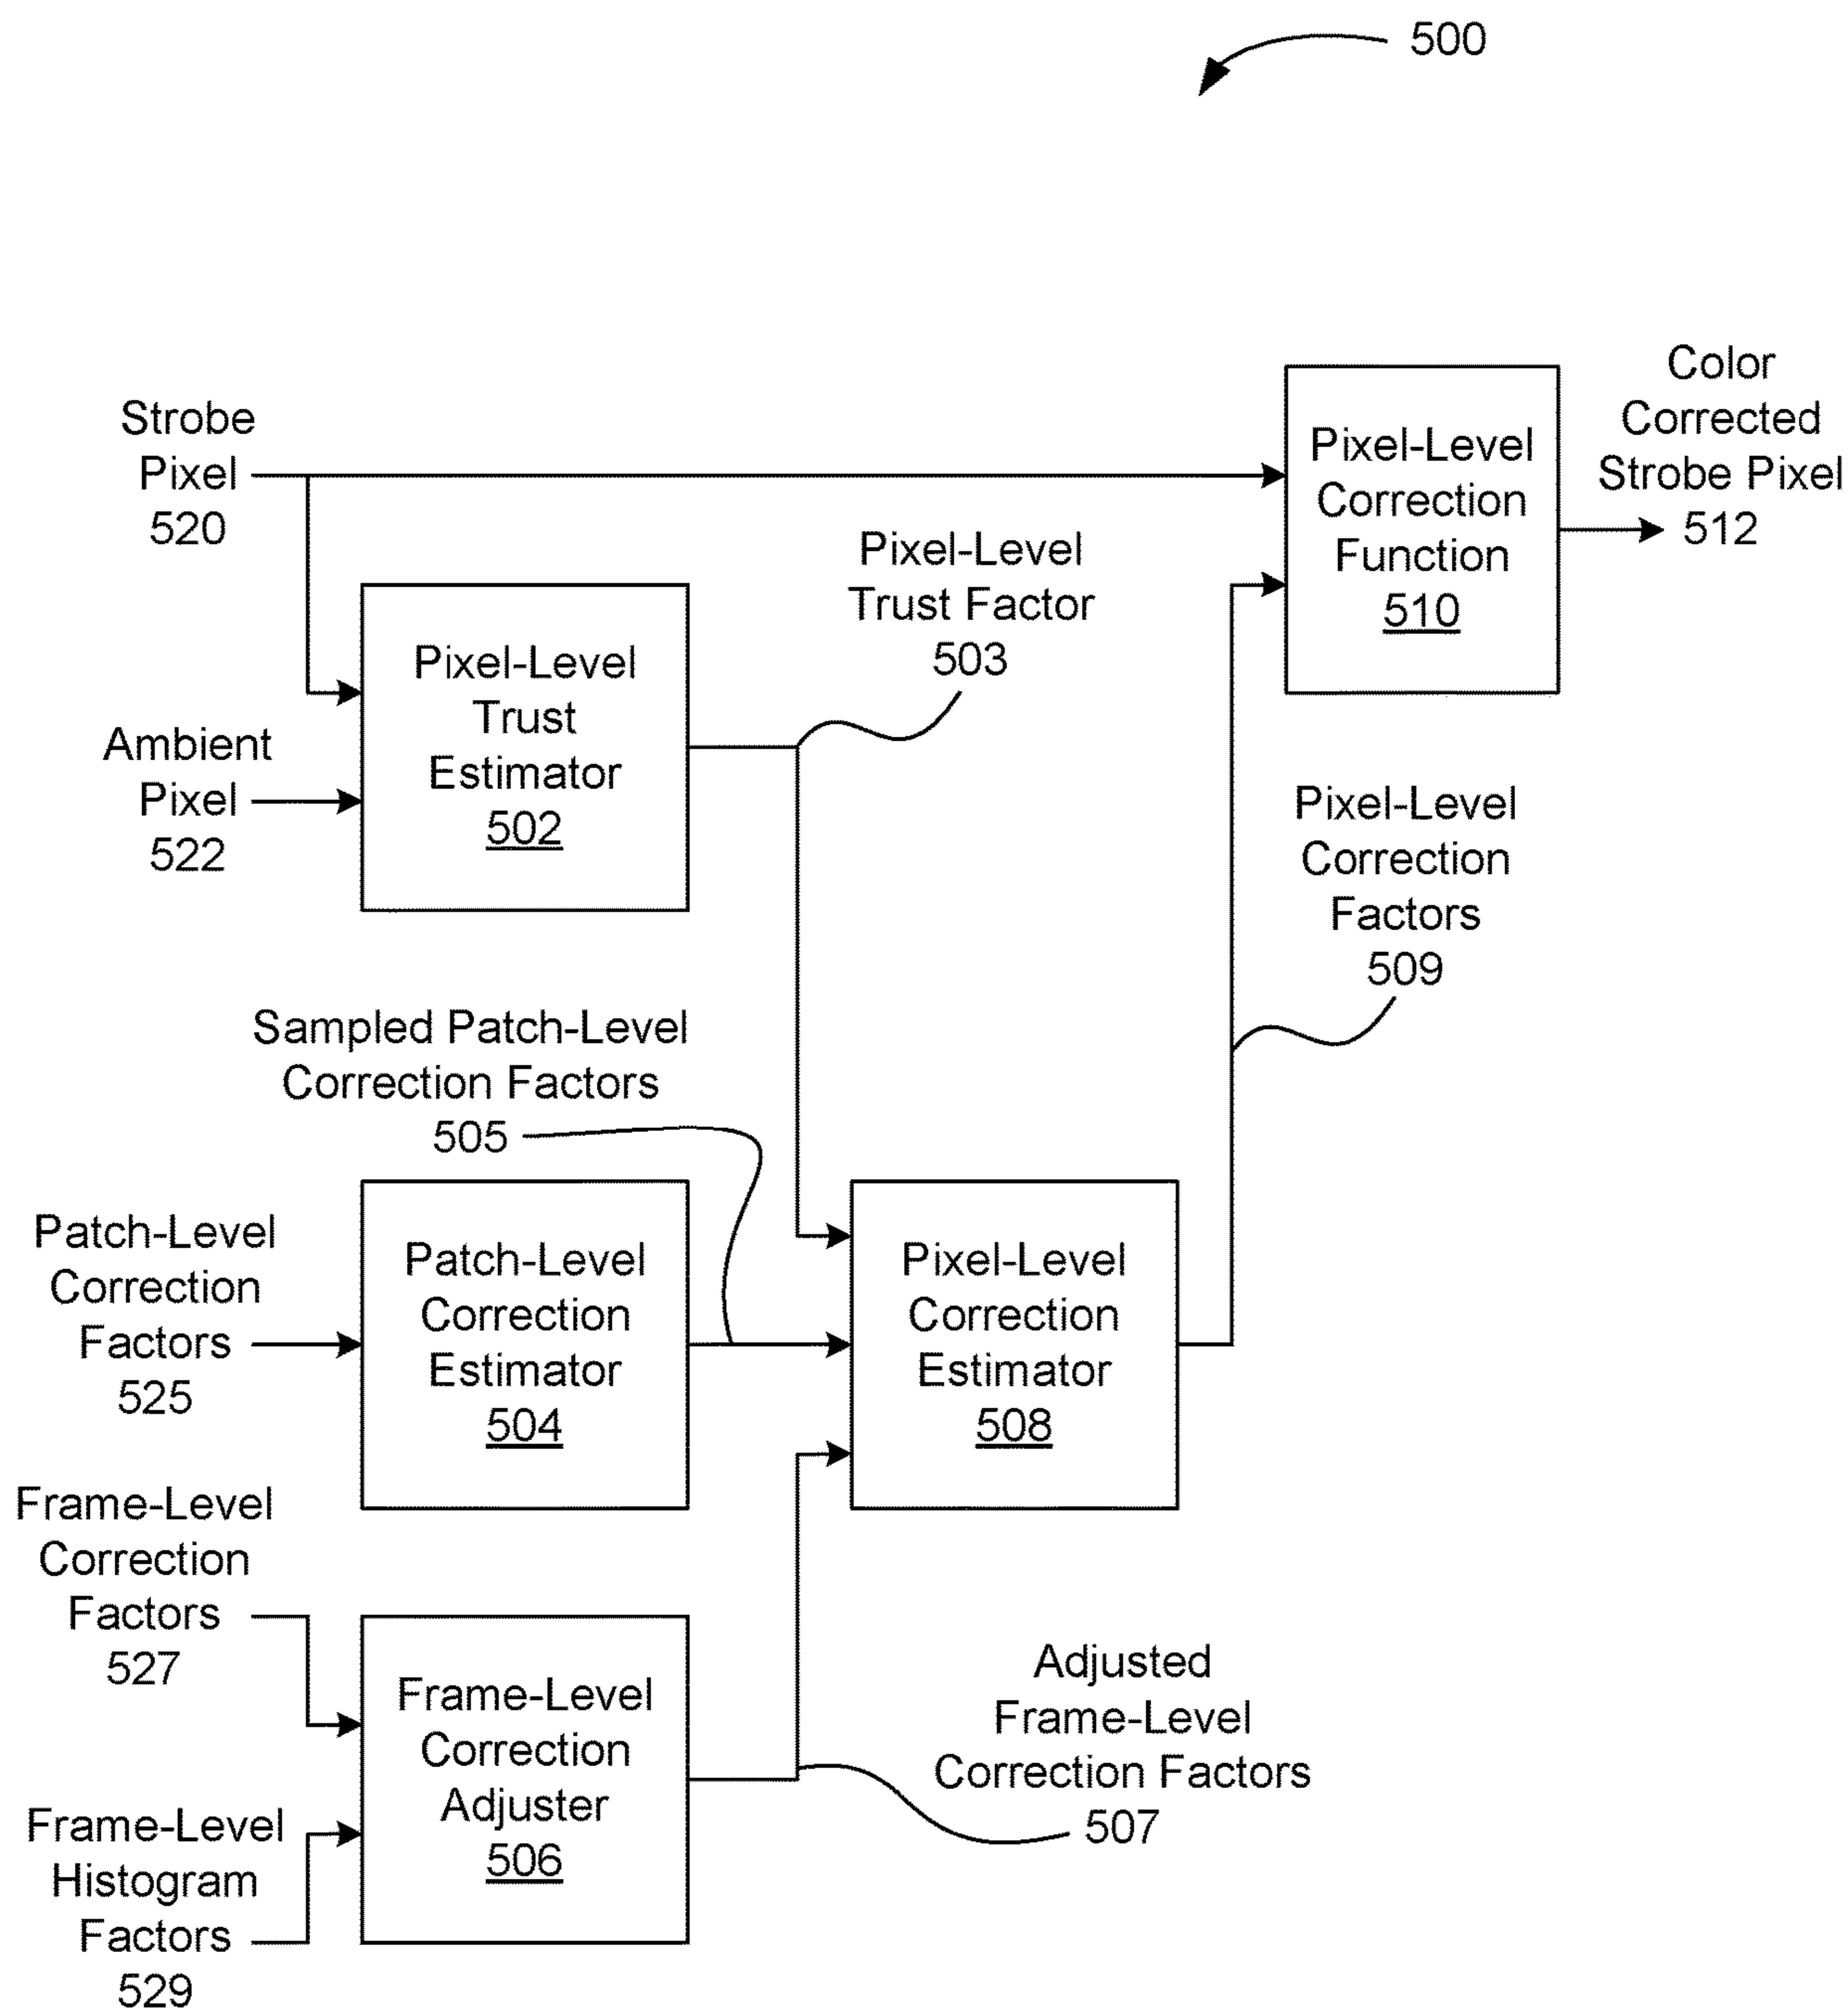 500
Strobe
Pixel
520
Ambient
Pixel
522
Pixel-Level
Trust
Estimator
502
Pixel-Level
Trust Factor
503
Pixel-Level
Correction
Function
510
Color
Corrected
Strobe Pixel
512
Pixel-Level
Correction
Factors
509
Sampled Patch-Level
Correction Factors
505
Patch-Level
Correction
Factors
525
Patch-Level
Correction
Estimator
504
Pixel-Level
Correction
Estimator
508
Frame-Level
Correction
Factors
527
Frame-Level
Histogram
Factors
529
Frame-Level
Correction
Adjuster
506
Adjusted
Frame-Level
Correction Factors
507